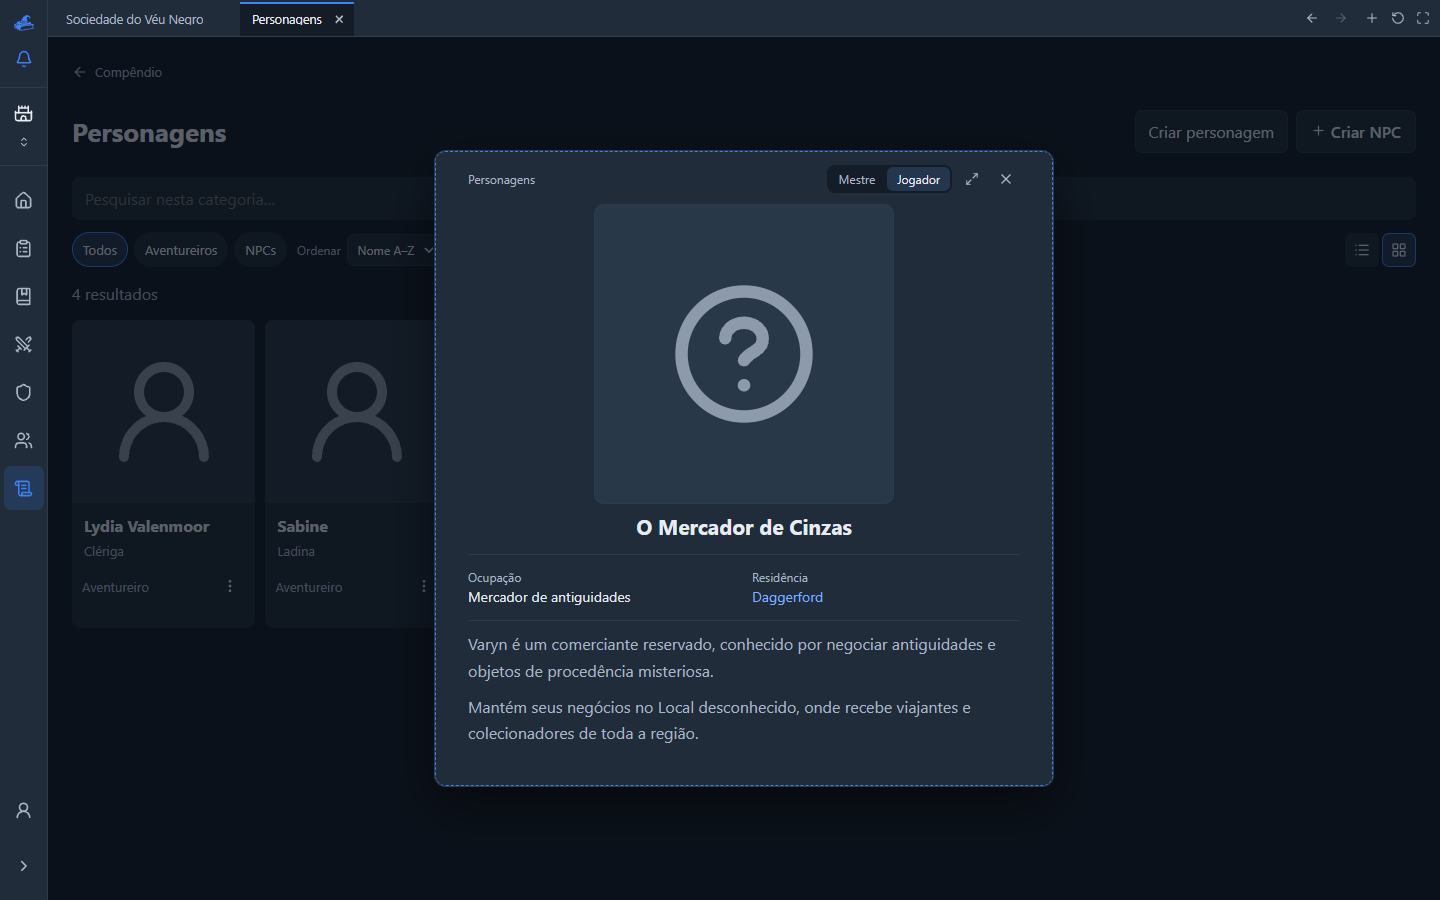 Sociedade do Véu Negro
Personagens
Compêndio
Personagens
Criar personagem
+ Criar NPC
Pesquisar nesta categoria...
Todos
Aventureiros
NPCs
Ordenar
Nome A–Z
4 resultados
Lydia Valenmoor
Clériga
Aventureiro
Sabine
Ladina
Aventureiro
Personagens
Mestre
Jogador
O Mercador de Cinzas
Ocupação
Mercador de antiguidades
Residência
Daggerford
Varyn é um comerciante reservado, conhecido por negociar antiguidades e
objetos de procedência misteriosa.
Mantém seus negócios no Local desconhecido, onde recebe viajantes e
colecionadores de toda a região.